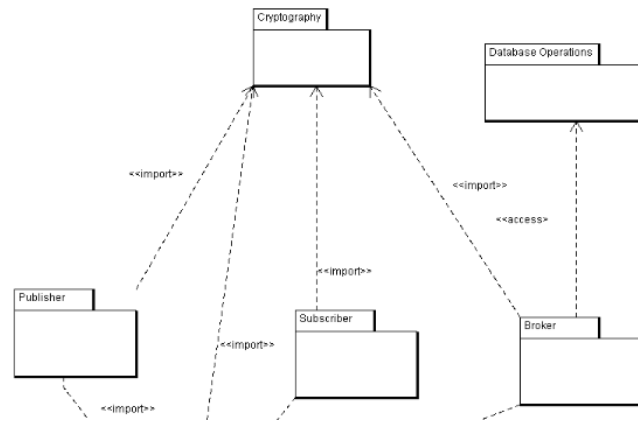 Cryptography
Database Operations
<<import>>
<<import>>
<<access>>
<<import>>
Publisher
Subscriber
Broker
<<import>>
<<import>>